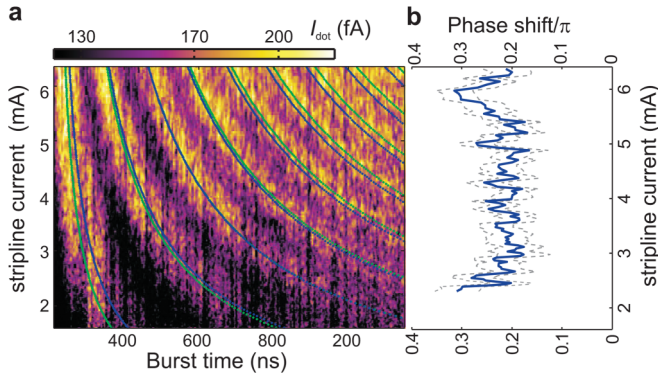 a
I_dot (fA)
130 170 200
stripline current (mA)
6
5
4
3
2
400 600 800 200 200
Burst time (ns)
b
Phase shift/π
0.4 0.3 0.2 0.1 0
6
5
4
3
2
stripline current (mA)
0.4 0.3 0.2 0.1 0